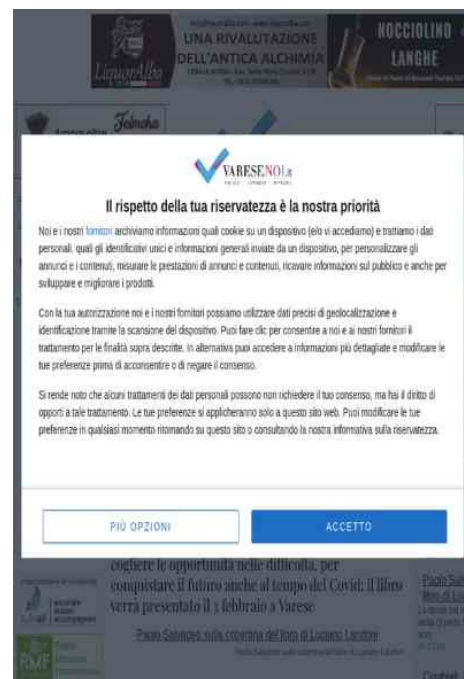 UNA RIVALUTAZIONE
DELL'ANTICA ALCHIMIA
LiquorAlba
NOCCIOLINO
LANGHE
Felmoha
VARESENOI.it
Il rispetto della tua riservatezza è la nostra priorità
Noi e i nostri fornitori archiviamo informazioni quali cookie su un dispositivo (e/o vi accediamo) e trattiamo i dati
personali, quali gli identificativi unici e informazioni generali inviate da un dispositivo, per personalizzare gli
annunci e i contenuti, misurare le prestazioni di annunci e contenuti, ricavare informazioni sul pubblico e anche per
sviluppare e migliorare i prodotti.
Con la tua autorizzazione noi e i nostri fornitori possiamo utilizzare dati precisi di geolocalizzazione e
identificazione tramite la scansione del dispositivo. Puoi fare clic per consentire a noi e ai nostri fornitori il
trattamento per le finalità sopra descritte. In alternativa puoi accedere a informazioni più dettagliate e modificare le
tue preferenze prima di acconsentire o di negare il consenso.
Si rende noto che alcuni trattamenti dei dati personali possono non richiedere il tuo consenso, ma hai il diritto di
opporti a tale trattamento. Le tue preferenze si applicheranno solo a questo sito web. Puoi modificare le tue
preferenze in qualsiasi momento ritornando su questo sito o consultando la nostra informativa sulla riservatezza.
PIÙ OPZIONI
ACCETTO
cogliere le opportunità nelle difficoltà, per
conquistare il futuro anche al tempo del Covid: il libro
verrà presentato il 3 febbraio a Varese
Paolo Salvoneo sulla copertina del libro di Luciano Landoni
RMF